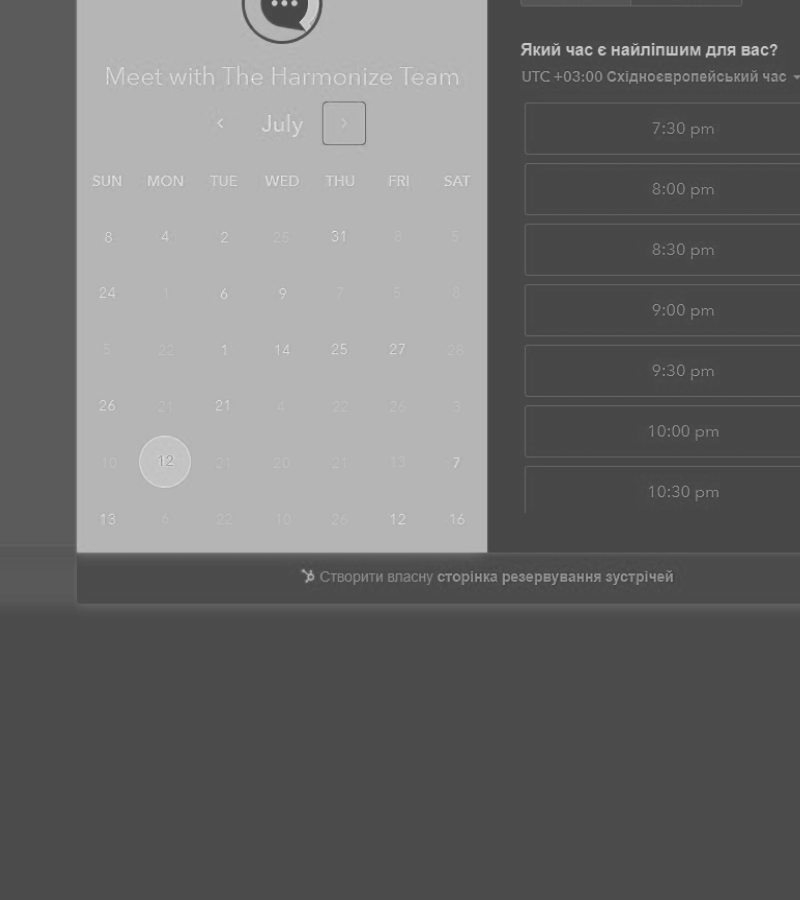 Meet with The Harmonize Team
July
SUN MON TUE WED THU FRI SAT
8 4 2 25 31 8 5
24 1 6 9 7 5 8
5 22 1 14 25 27 28
26 21 21 4 22 26 3
10 12 21 20 21 13 7
13 6 22 10 26 12 16
Який час є найліпшим для вас?
UTC +03:00 Східноєвропейський час
7:30 pm
8:00 pm
8:30 pm
9:00 pm
9:30 pm
10:00 pm
10:30 pm
Створити власну сторінка резервування зустрічей